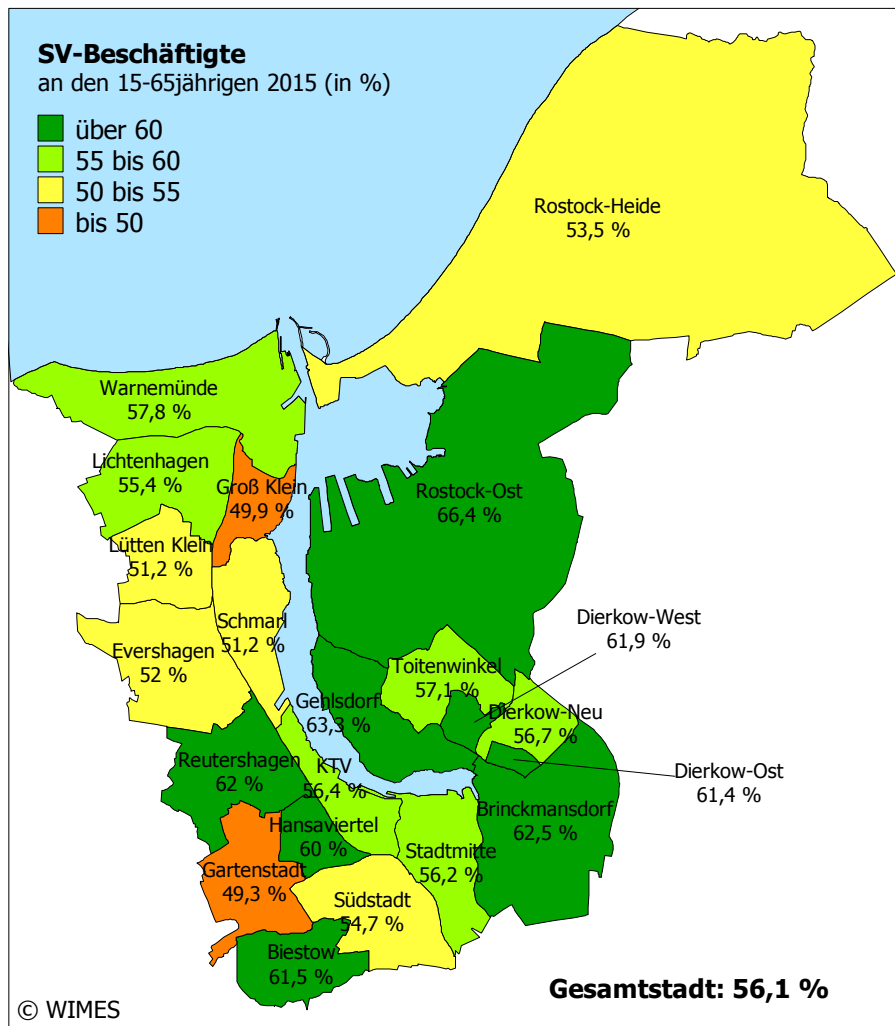 SV-Beschäftigte
an den 15-65jährigen 2015 (in %)
über 60
55 bis 60
50 bis 55
bis 50
Rostock-Heide
53,5 %
Warnemünde
57,8 %
Lichtenhagen
55,4 %
Groß Klein
49,9 %
Rostock-Ost
66,4 %
Lütten Klein
51,2 %
Schmarl
51,2 %
Evershagen
52 %
Dierkow-West
61,9 %
Toitenwinkel
57,1 %
Gehlsdorf
63,3 %
Dierkow-Neu
56,7 %
Reutershagen
62 %
KTV
56,4 %
Dierkow-Ost
61,4 %
Brinckmansdorf
62,5 %
Hansaviertel
60 %
Stadtmitte
56,2 %
Gartenstadt
49,3 %
Südstadt
54,7 %
Biestow
61,5 %
Gesamtstadt: 56,1 %
© WIMES